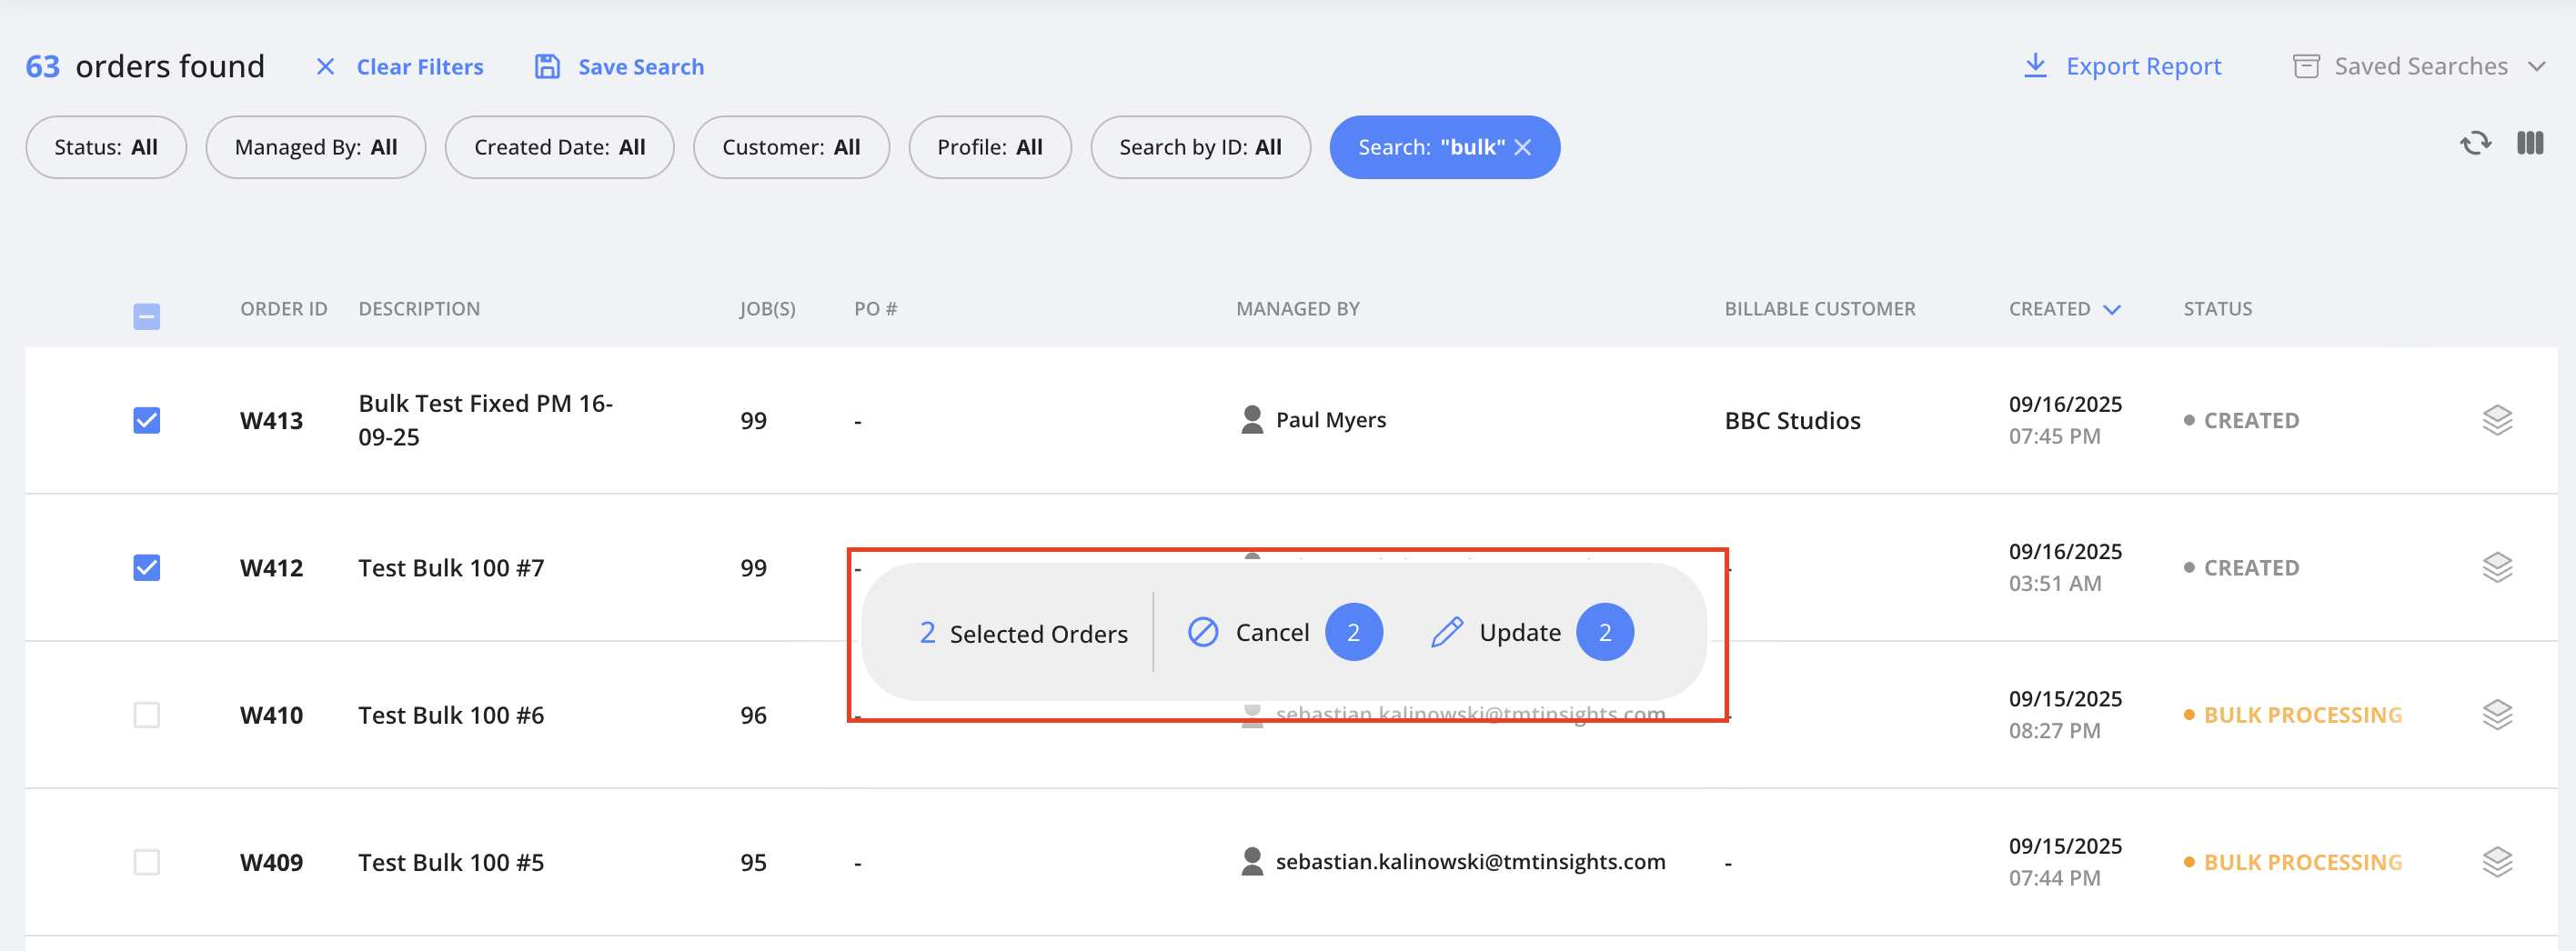 63 orders found Clear Filters Save Search Export Report Saved Searches
Status: All Managed By: All Created Date: All Customer: All Profile: All Search by ID: All Search: "bulk"
ORDER ID DESCRIPTION JOB(S) PO # MANAGED BY BILLABLE CUSTOMER CREATED STATUS
W413 Bulk Test Fixed PM 16- 99 - Paul Myers BBC Studios 09/16/2025 CREATED
09-25 07:45 PM
W412 Test Bulk 100 #7 99 - - 09/16/2025 CREATED
03:51 AM
2 Selected Orders Cancel 2 Update 2
W410 Test Bulk 100 #6 96 - sebastian.kalinowski@tmtinsights.com - 09/15/2025 BULK PROCESSING
08:27 PM
W409 Test Bulk 100 #5 95 - sebastian.kalinowski@tmtinsights.com - 09/15/2025 BULK PROCESSING
07:44 PM